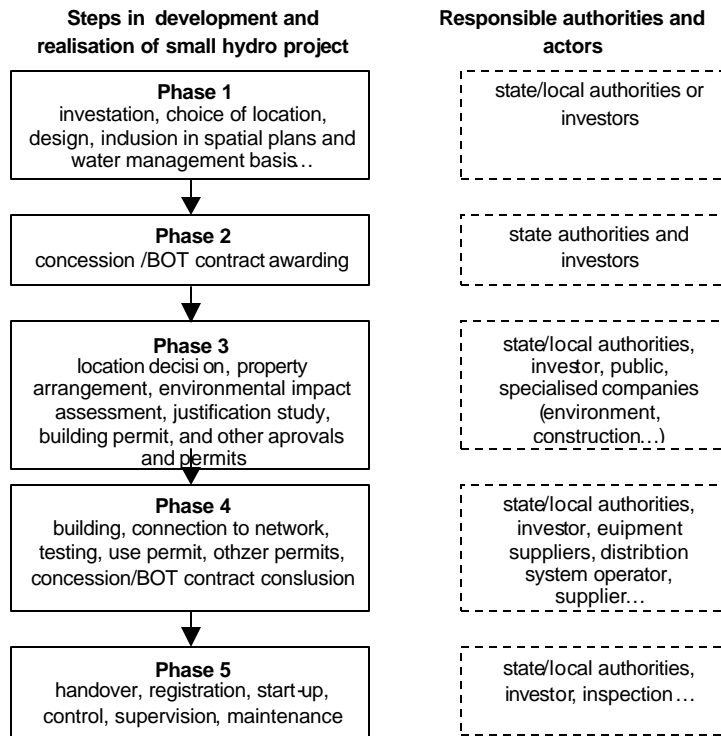 Steps in development and
realisation of small hydro project
Responsible authorities and
actors
Phase 1
investation, choice of location,
design, indusion in spatial plans and
water management basis…
state/local authorities or
investors
Phase 2
concession /BOT contract awarding
state authorities and
investors
Phase 3
location decision, property
arrangement, environmental impact
assessment, justification study,
building permit, and other aprovals
and permits
state/local authorities,
investor, public,
specialised companies
(environment,
construction…)
Phase 4
building, connection to network,
testing, use permit, othzer permits,
concession/BOT contract conslusion
state/local authorities,
investor, euipment
suppliers, distribtion
system operator,
supplier…
Phase 5
handover, registration, start-up,
control, supervision, maintenance
state/local authorities,
investor, inspection…